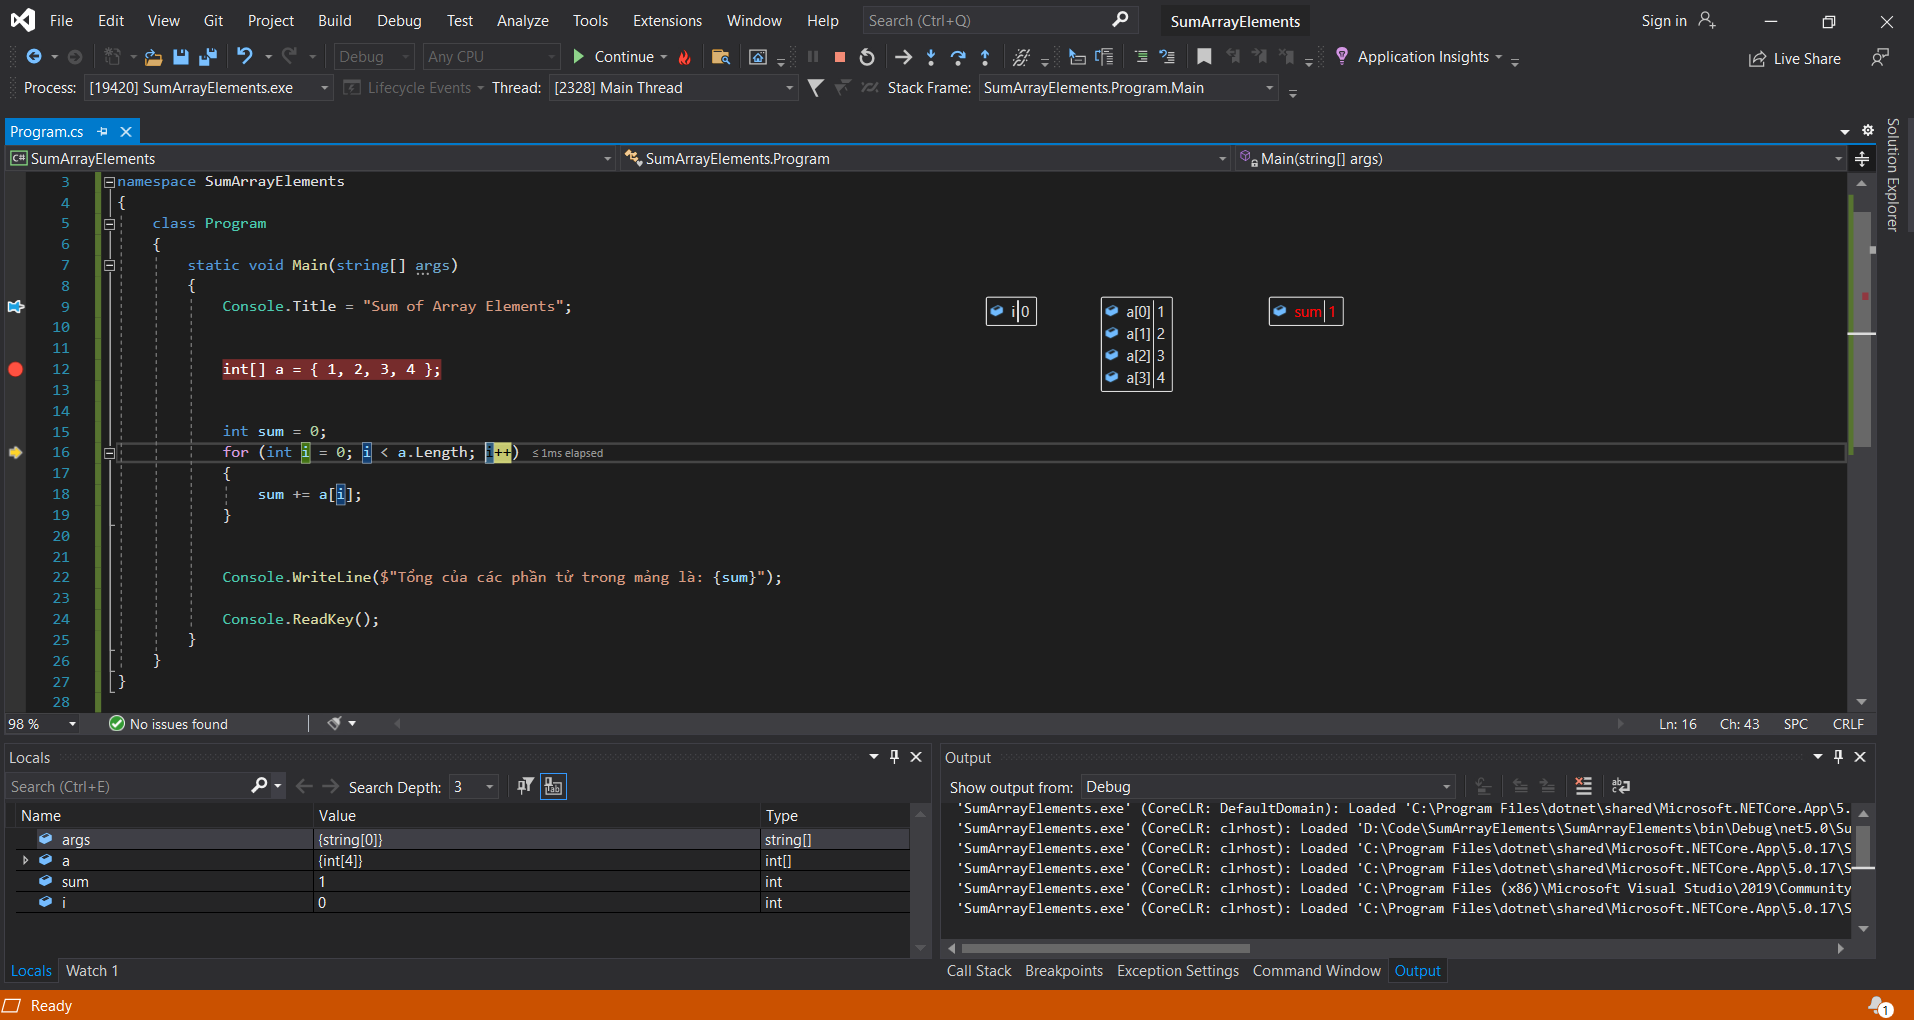 File Edit View Git Project Build Debug Test Analyze Tools Extensions Window Help Search (Ctrl+Q) SumArrayElements Sign in
Debug Any CPU Continue Application Insights Live Share
Process: [19420] SumArrayElements.exe Lifecycle Events Thread: [2328] Main Thread Stack Frame: SumArrayElements.Program.Main
Program.cs
Solution Explorer
C# SumArrayElements SumArrayElements.Program Main(string[] args)
3 namespace SumArrayElements
4 {
5 class Program
6 {
7 static void Main(string[] args)
8 {
9 Console.Title = "Sum of Array Elements";
10
11
12 int[] a = { 1, 2, 3, 4 };
13
14
15 int sum = 0;
16 for (int i = 0; i < a.Length; i++) ≤ 1ms elapsed
17 {
18 sum += a[i];
19 }
20
21
22 Console.WriteLine($"Tổng của các phần tử trong mảng là: {sum}");
23
24 Console.ReadKey();
25 }
26 }
27 }
28
i 0
a[0] 1
a[1] 2
a[2] 3
a[3] 4
sum 1
98 % No issues found Ln: 16 Ch: 43 SPC CRLF
Locals
Search (Ctrl+E) Search Depth: 3
Name Value Type
args {string[0]} string[]
a {int[4]} int[]
sum 1 int
i 0 int
Locals Watch 1
Output
Show output from: Debug
'SumArrayElements.exe' (CoreCLR: DefaultDomain): Loaded 'C:\Program Files\dotnet\shared\Microsoft.NETCore.App\5.
'SumArrayElements.exe' (CoreCLR: clrhost): Loaded 'D:\Code\SumArrayElements\SumArrayElements\bin\Debug\net5.0\Su
'SumArrayElements.exe' (CoreCLR: clrhost): Loaded 'C:\Program Files\dotnet\shared\Microsoft.NETCore.App\5.0.17\S
'SumArrayElements.exe' (CoreCLR: clrhost): Loaded 'C:\Program Files\dotnet\shared\Microsoft.NETCore.App\5.0.17\S
'SumArrayElements.exe' (CoreCLR: clrhost): Loaded 'C:\Program Files (x86)\Microsoft Visual Studio\2019\Community
'SumArrayElements.exe' (CoreCLR: clrhost): Loaded 'C:\Program Files\dotnet\shared\Microsoft.NETCore.App\5.0.17\S
Call Stack Breakpoints Exception Settings Command Window Output
Ready 1